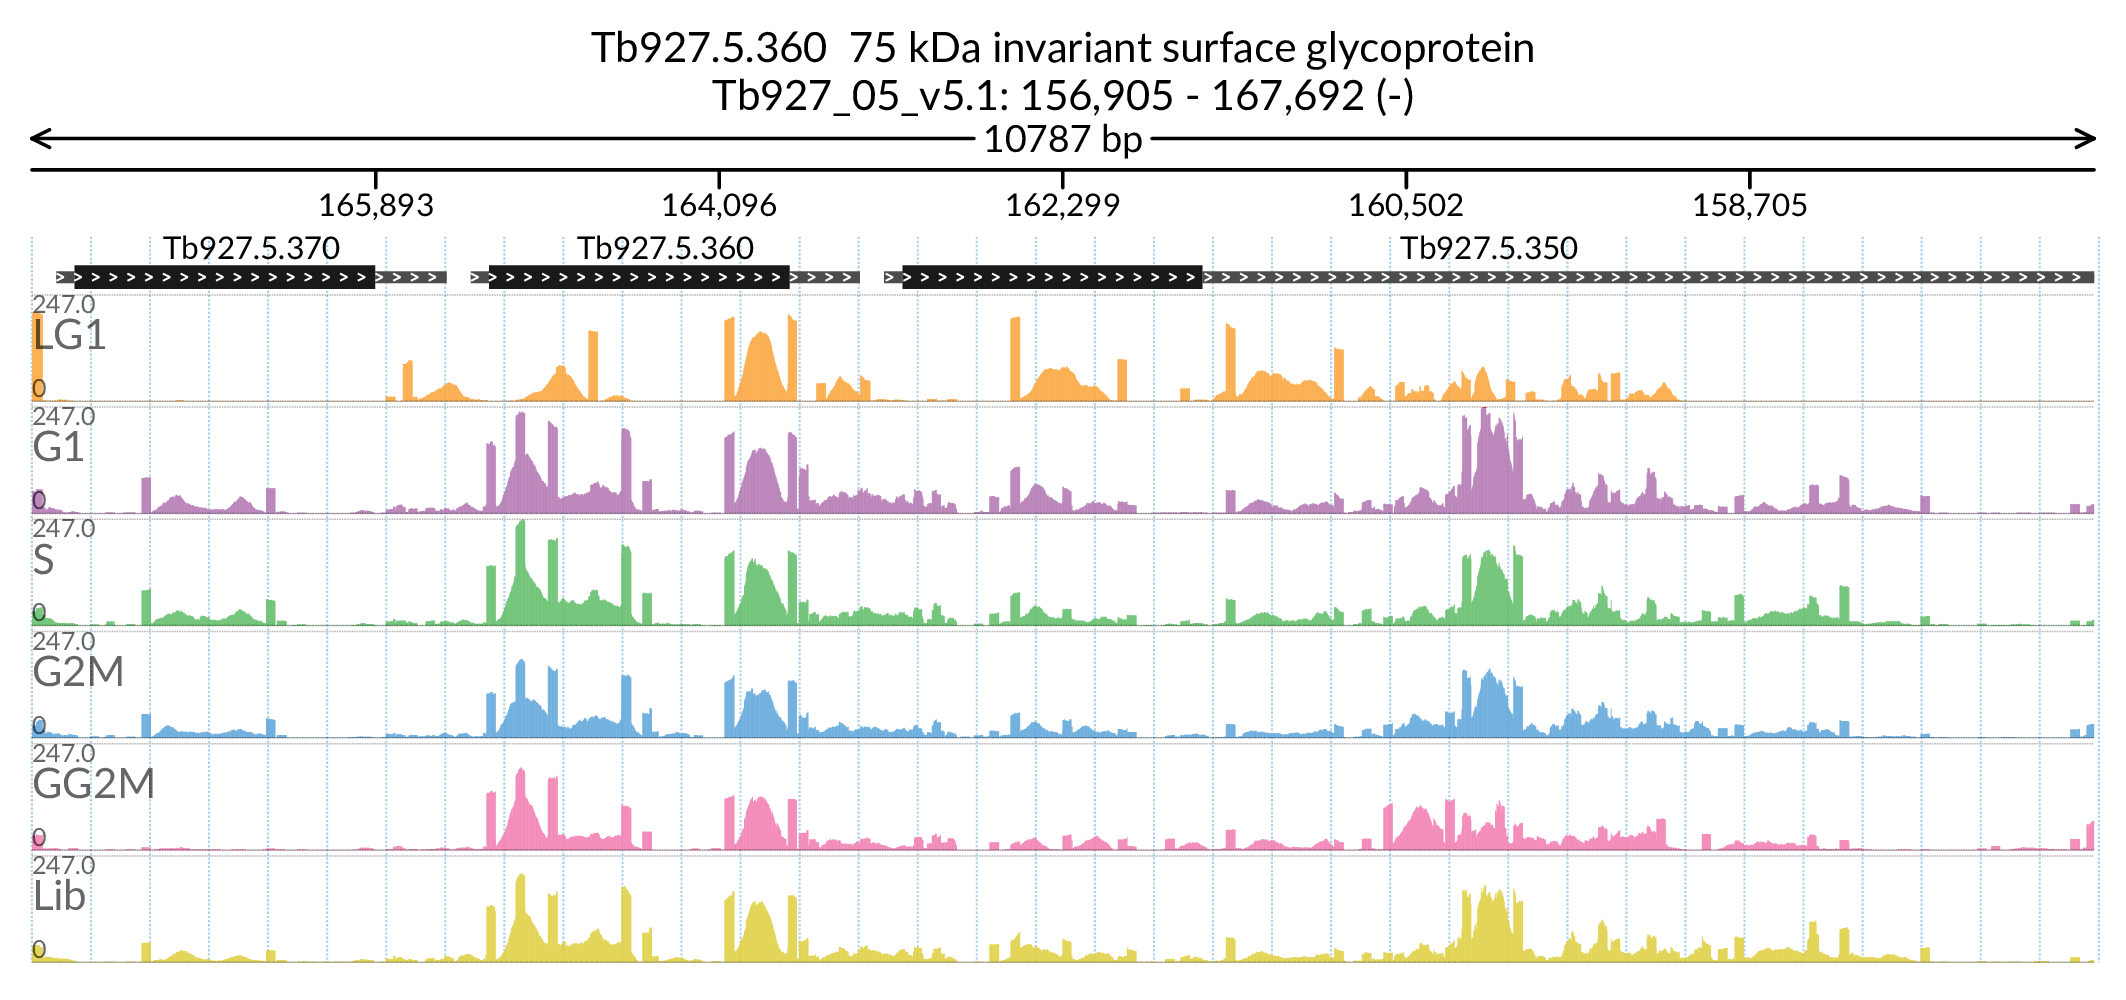 Tb927.5.360  75 kDa invariant surface glycoprotein
Tb927_05_v5.1: 156,905 - 167,692 (-)
10787 bp
165,893 164,096 162,299 160,502 158,705
Tb927.5.370 Tb927.5.360 Tb927.5.350
247.0
LG1
0
247.0
G1
0
247.0
S
0
247.0
G2M
0
247.0
GG2M
0
247.0
Lib
0